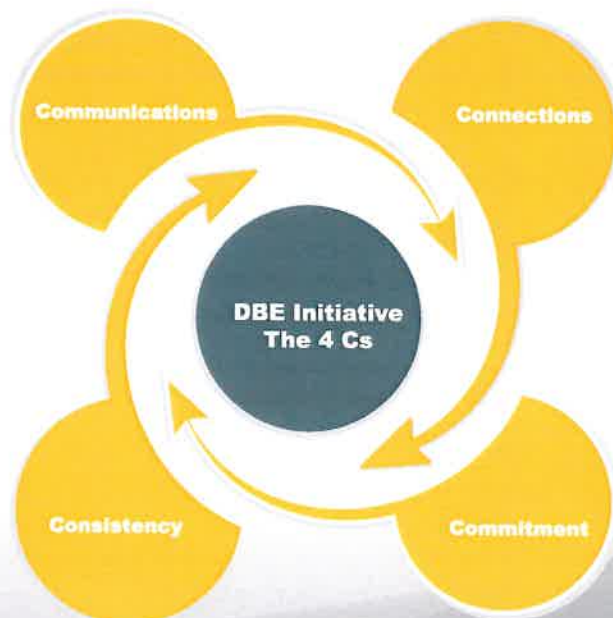 Communications
Connections
DBE Initiative
The 4 Cs
Consistency
Commitment